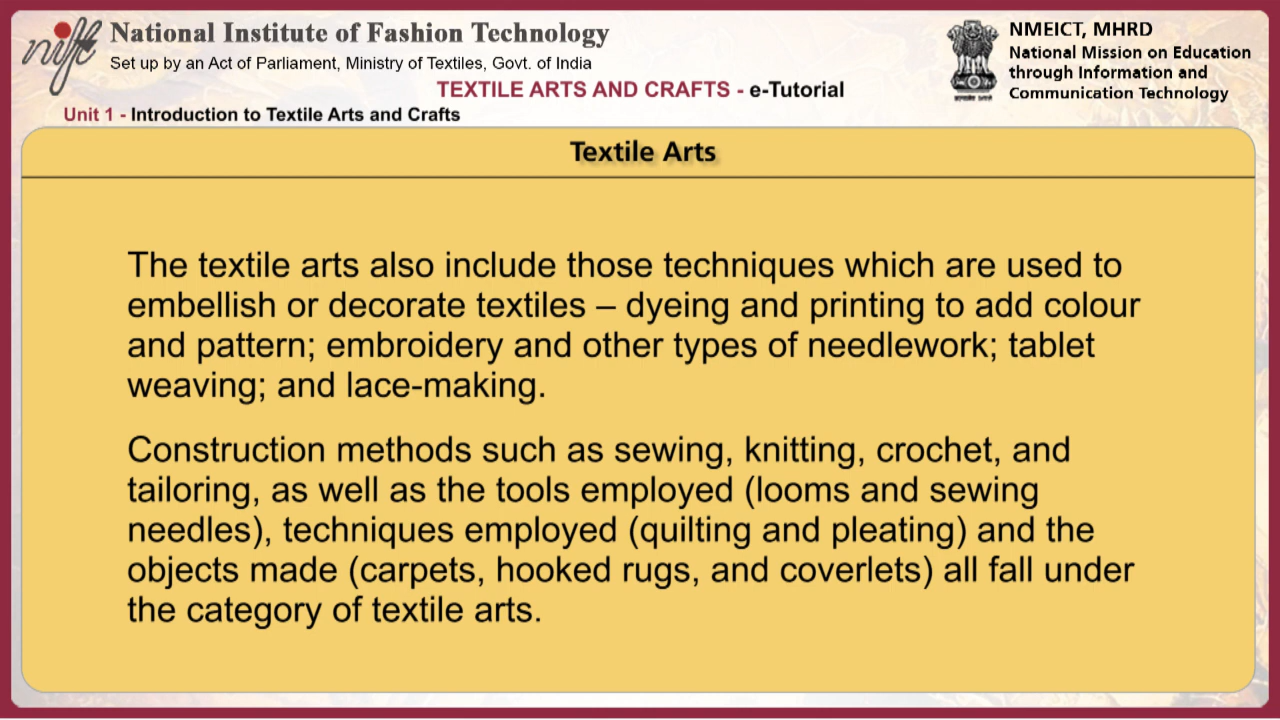 nift
National Institute of Fashion Technology
Set up by an Act of Parliament, Ministry of Textiles, Govt. of India
NMEICT, MHRD
National Mission on Education
through Information and
Communication Technology
TEXTILE ARTS AND CRAFTS - e-Tutorial
Unit 1 - Introduction to Textile Arts and Crafts
Textile Arts
The textile arts also include those techniques which are used to
embellish or decorate textiles – dyeing and printing to add colour
and pattern; embroidery and other types of needlework; tablet
weaving; and lace-making.
Construction methods such as sewing, knitting, crochet, and
tailoring, as well as the tools employed (looms and sewing
needles), techniques employed (quilting and pleating) and the
objects made (carpets, hooked rugs, and coverlets) all fall under
the category of textile arts.